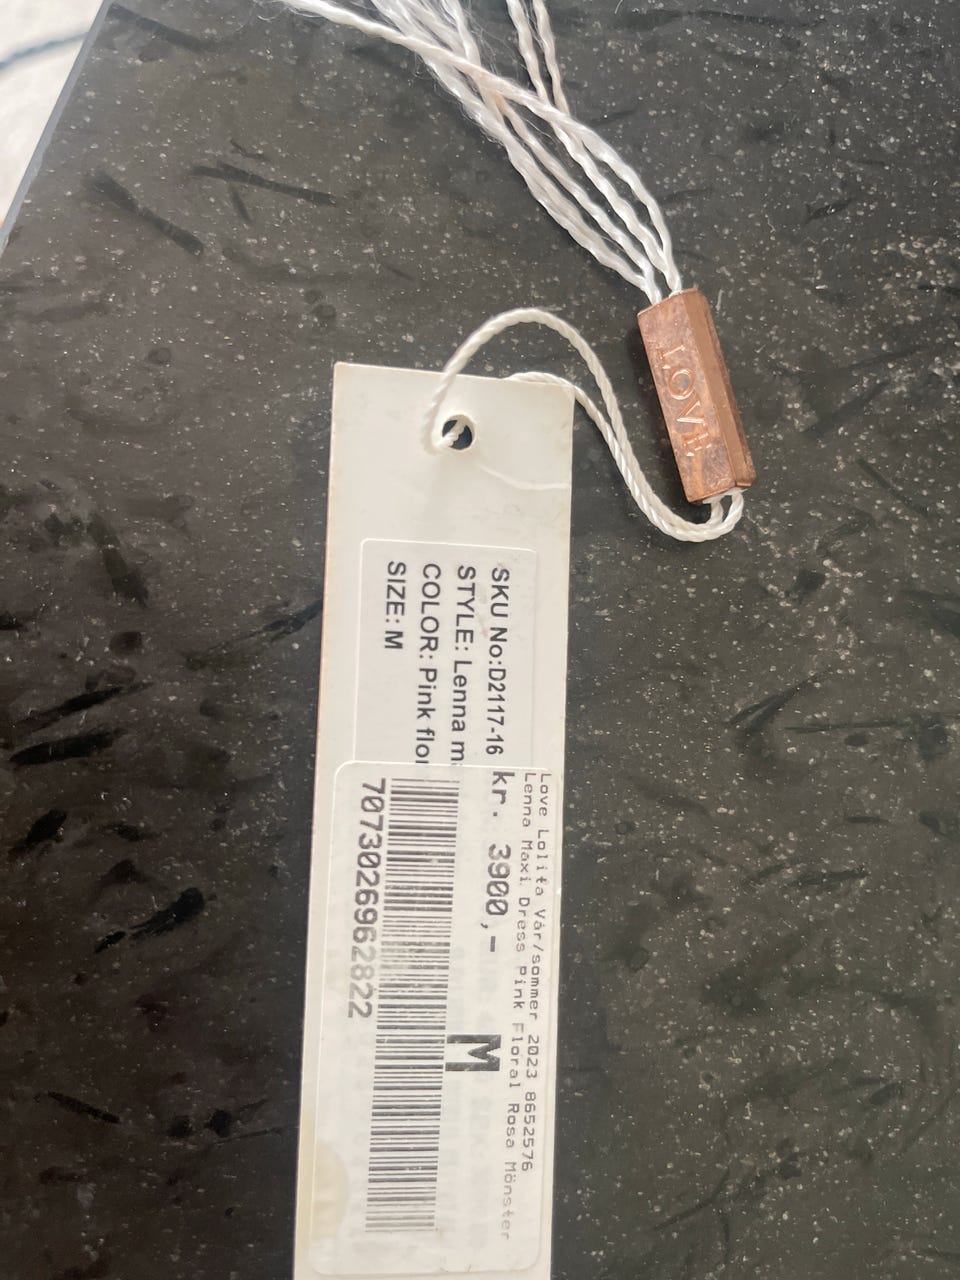 LOVE
SKU No:D2117-16
STYLE: Lenna
COLOR: Pink
SIZE: M
Love Lolita Vår/sommer 2023 8652576
Lenna Maxi Dress Pink Floral Rosa Mönster
kr. 3900,-
M
7073026962822